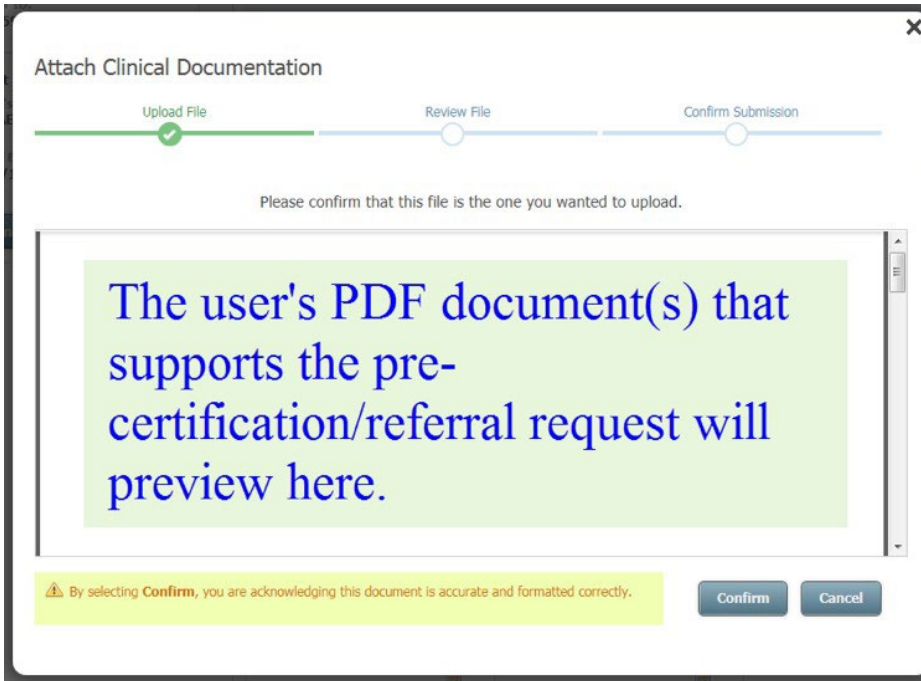 Attach Clinical Documentation
Upload File
Review File
Confirm Submission
Please confirm that this file is the one you wanted to upload.
The user's PDF document(s) that
supports the pre-
certification/referral request will
preview here.
By selecting Confirm, you are acknowledging this document is accurate and formatted correctly.
Confirm
Cancel